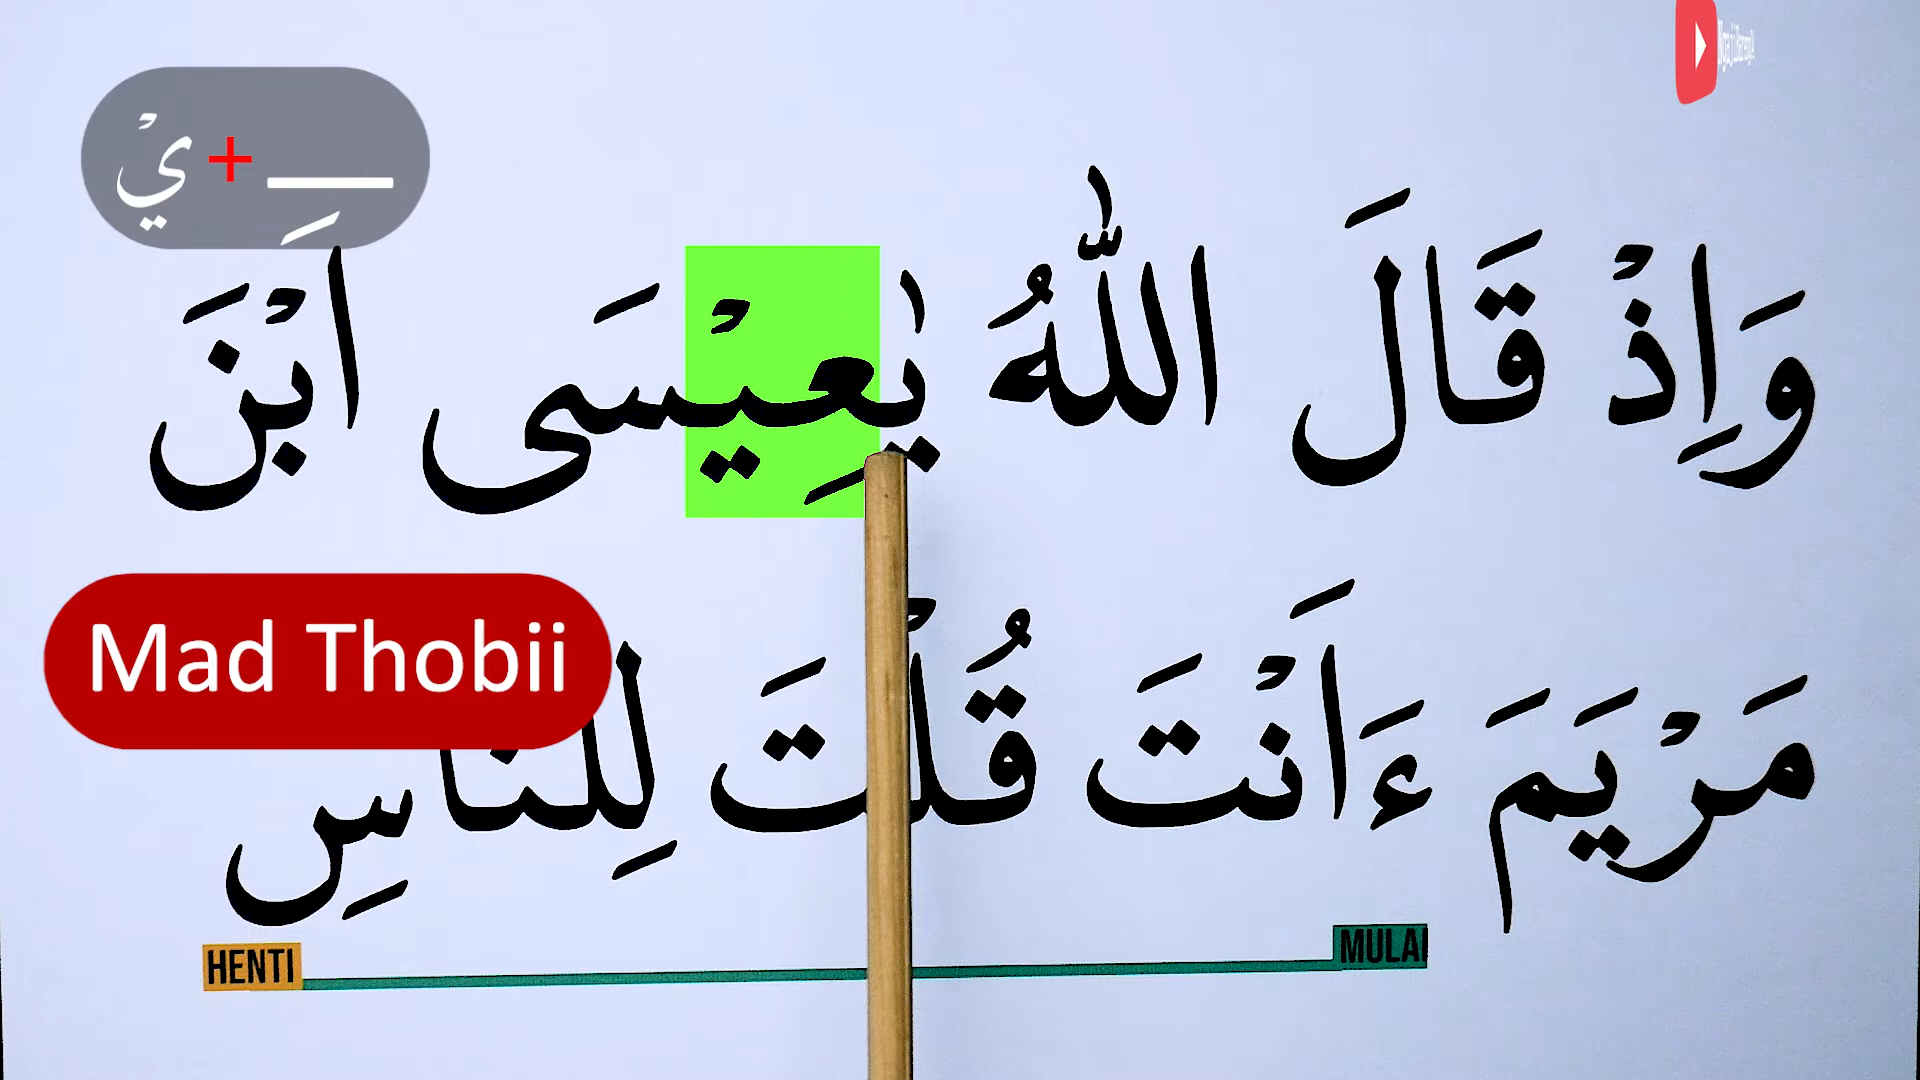 يْ + ـِ
وَاِذْ قَالَ اللّٰهُ يٰعِيْسَى ابْنَ
Mad Thobii
مَرْيَمَ ءَاَنْتَ قُلْتَ لِلنَّاسِ
HENTI MULAI